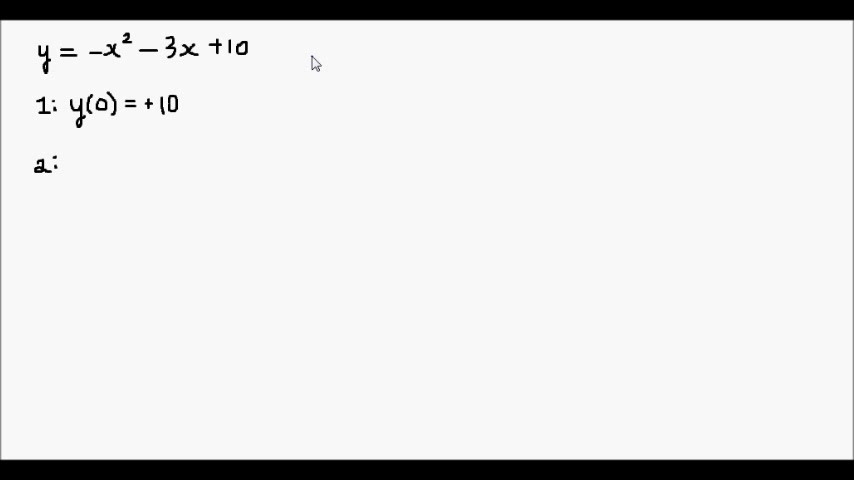 y = -x² - 3x +10
1: y(0) = +10
2: